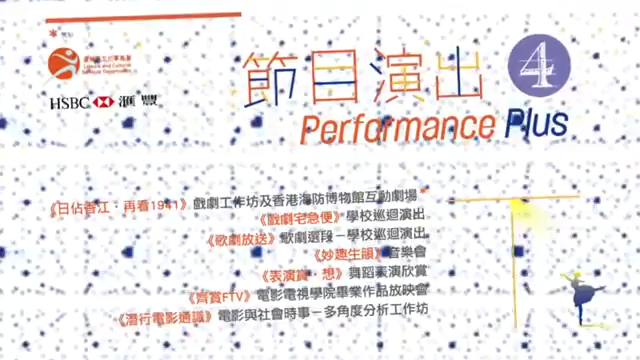 節目演出 4
Performance Plus
HSBC 滙豐
《日佔香江．再看1941》戲劇工作坊及香港海防博物館互動劇場*
《戲劇宅急便》學校巡迴演出
《歌劇放送》歌劇選段－學校巡迴演出
《妙趣生韻》音樂會
《表演賞．想》舞蹈表演欣賞
《齊賞FTV》電影電視學院畢業作品放映會
《潛行電影通識》電影與社會時事－多角度分析工作坊